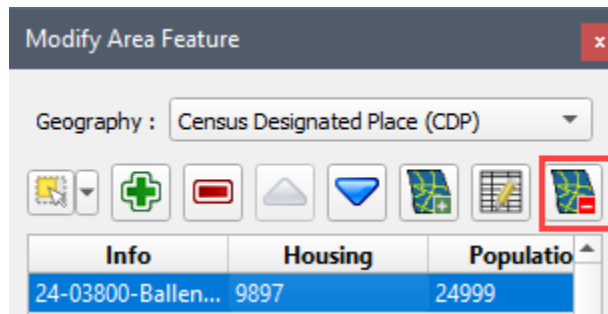 Modify Area Feature x
Geography : Census Designated Place (CDP)
Info Housing Populatio
24-03800-Ballen... 9897 24999